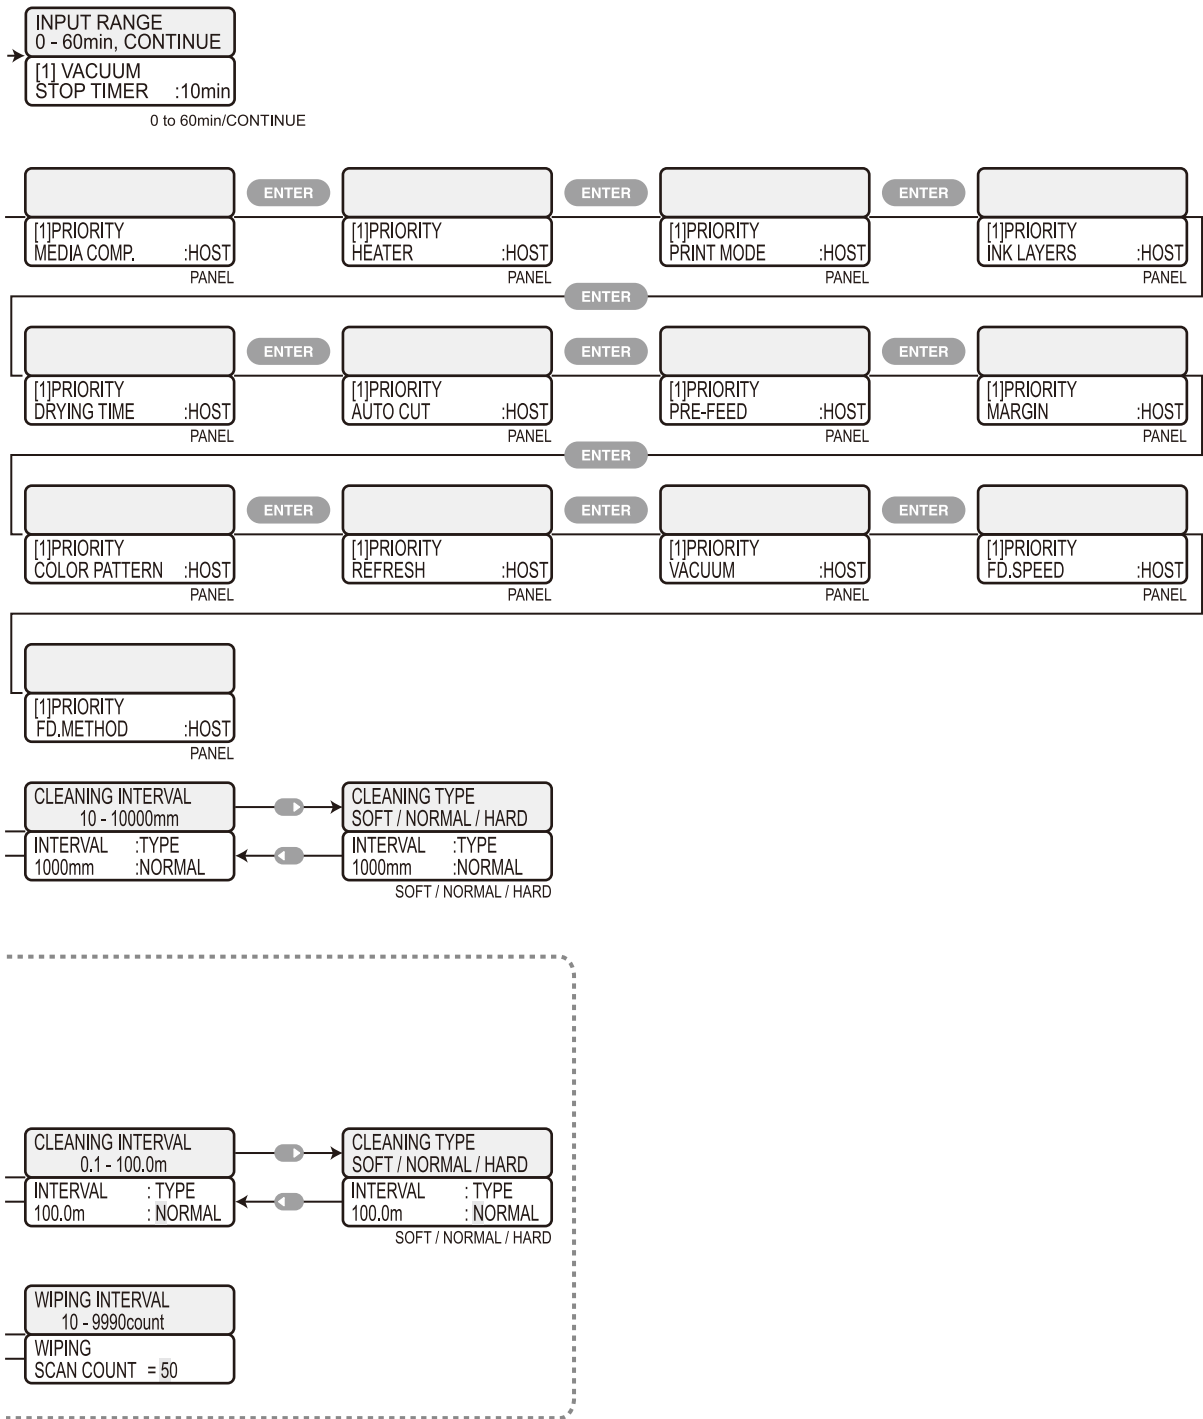 INPUT RANGE
0 - 60min, CONTINUE
[1] VACUUM
STOP TIMER :10min
0 to 60min/CONTINUE
ENTER ENTER ENTER
[1]PRIORITY [1]PRIORITY [1]PRIORITY [1]PRIORITY
MEDIA COMP. :HOST HEATER :HOST PRINT MODE :HOST INK LAYERS :HOST
PANEL PANEL PANEL PANEL
ENTER
ENTER ENTER ENTER
[1]PRIORITY [1]PRIORITY [1]PRIORITY [1]PRIORITY
DRYING TIME :HOST AUTO CUT :HOST PRE-FEED :HOST MARGIN :HOST
PANEL PANEL PANEL PANEL
ENTER
ENTER ENTER ENTER
[1]PRIORITY [1]PRIORITY [1]PRIORITY [1]PRIORITY
COLOR PATTERN :HOST REFRESH :HOST VACUUM :HOST FD.SPEED :HOST
PANEL PANEL PANEL PANEL
[1]PRIORITY
FD.METHOD :HOST
PANEL
CLEANING INTERVAL CLEANING TYPE
10 - 10000mm SOFT / NORMAL / HARD
INTERVAL :TYPE INTERVAL :TYPE
1000mm :NORMAL 1000mm :NORMAL
SOFT / NORMAL / HARD
CLEANING INTERVAL CLEANING TYPE
0.1 - 100.0m SOFT / NORMAL / HARD
INTERVAL : TYPE INTERVAL : TYPE
100.0m : NORMAL 100.0m : NORMAL
SOFT / NORMAL / HARD
WIPING INTERVAL
10 - 9990count
WIPING
SCAN COUNT = 50